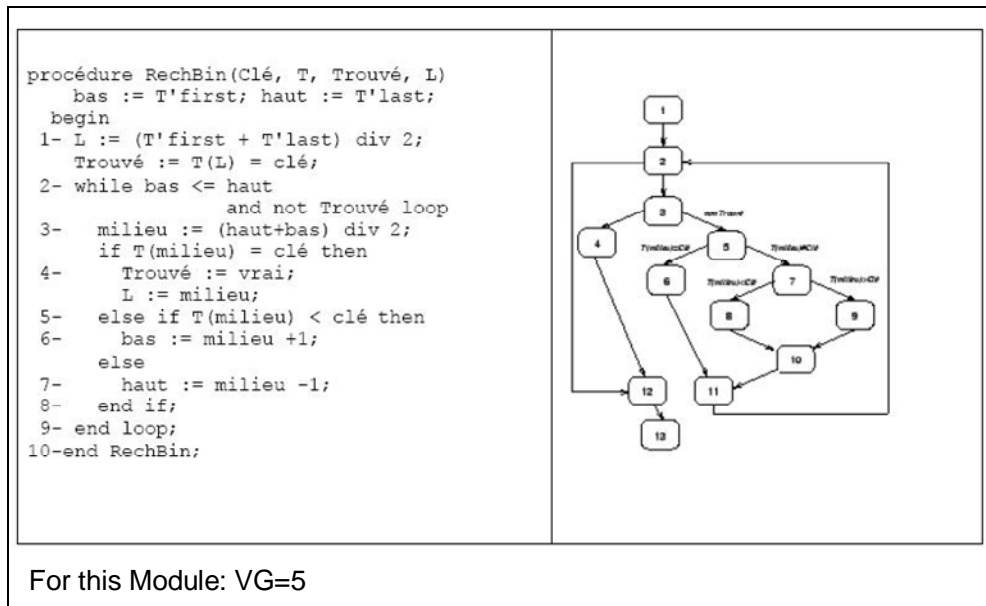 procédure RechBin(Clé, T, Trouvé, L)
bas := T'first; haut := T'last;
begin
1- L := (T'first + T'last) div 2;
Trouvé := T(L) = clé;
2- while bas <= haut
and not Trouvé loop
3- milieu := (haut+bas) div 2;
if T(milieu) = clé then
4- Trouvé := vrai;
L := milieu;
5- else if T(milieu) < clé then
6- bas := milieu +1;
else
7- haut := milieu -1;
8- end if;
9- end loop;
10-end RechBin;
1
2
3
non Trouvé
4
5
6
7
8
9
10
11
12
13
For this Module: VG=5